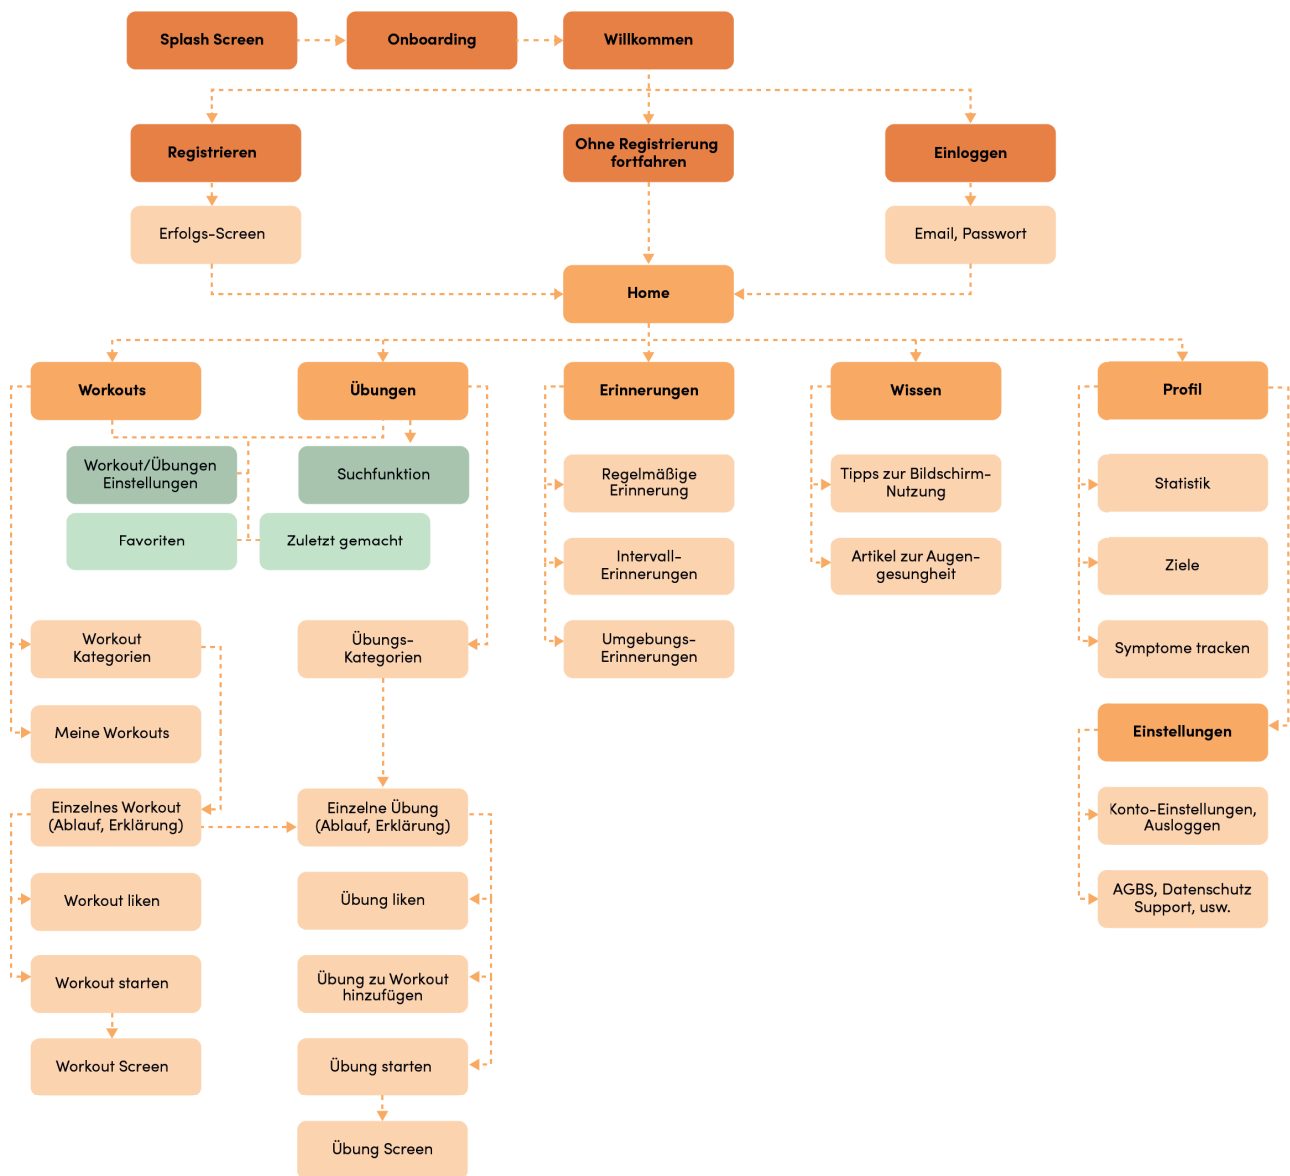 Splash Screen
Onboarding
Willkommen
Registrieren
Ohne Registrierung
fortfahren
Einloggen
Erfolgs-Screen
Email, Passwort
Home
Workouts
Übungen
Erinnerungen
Wissen
Profil
Workout/Übungen
Einstellungen
Suchfunktion
Regelmäßige
Erinnerung
Tipps zur Bildschirm-
Nutzung
Statistik
Favoriten
Zuletzt gemacht
Intervall-
Erinnerungen
Artikel zur Augen-
gesungheit
Ziele
Workout
Kategorien
Übungs-
Kategorien
Umgebungs-
Erinnerungen
Symptome tracken
Meine Workouts
Einstellungen
Einzelnes Workout
(Ablauf, Erklärung)
Einzelne Übung
(Ablauf, Erklärung)
Konto-Einstellungen,
Ausloggen
Workout liken
Übung liken
AGBS, Datenschutz
Support, usw.
Workout starten
Übung zu Workout
hinzufügen
Workout Screen
Übung starten
Übung Screen